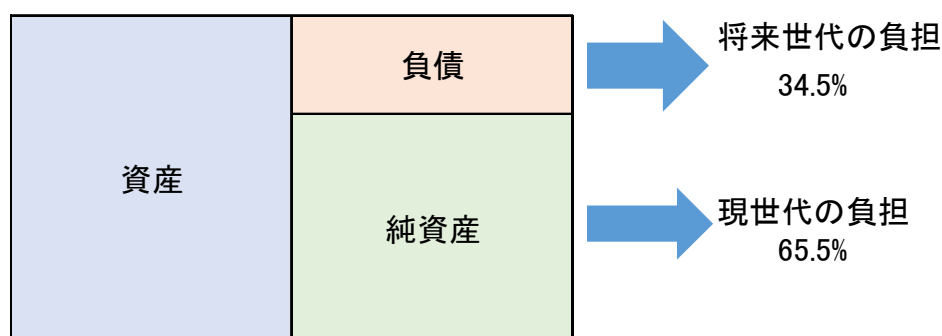 資産
負債
純資産
将来世代の負担
34.5%
現世代の負担
65.5%